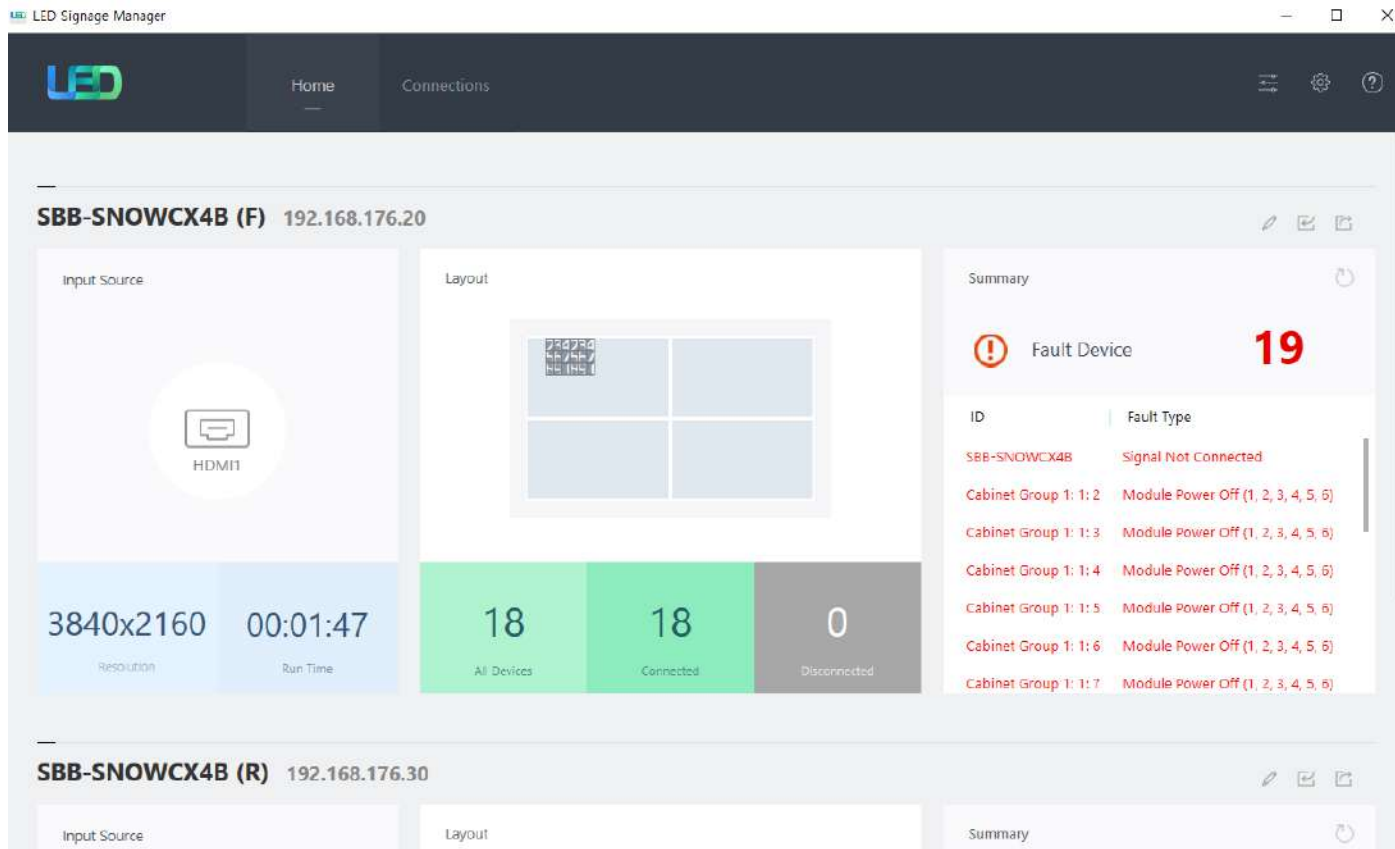 LED LED Signage Manager
LED
Home
Connections
SBB-SNOWCX4B (F) 192.168.176.20
Input Source
HDMI1
3840x2160
Resolution
00:01:47
Run Time
Layout
18
All Devices
18
Connected
0
Disconnected
Summary
Fault Device 19
ID Fault Type
SBB-SNOWCX4B Signal Not Connected
Cabinet Group 1: 1: 2 Module Power Off (1, 2, 3, 4, 5, 6)
Cabinet Group 1: 1: 3 Module Power Off (1, 2, 3, 4, 5, 6)
Cabinet Group 1: 1: 4 Module Power Off (1, 2, 3, 4, 5, 6)
Cabinet Group 1: 1: 5 Module Power Off (1, 2, 3, 4, 5, 6)
Cabinet Group 1: 1: 6 Module Power Off (1, 2, 3, 4, 5, 6)
Cabinet Group 1: 1: 7 Module Power Off (1, 2, 3, 4, 5, 6)
SBB-SNOWCX4B (R) 192.168.176.30
Input Source
Layout
Summary